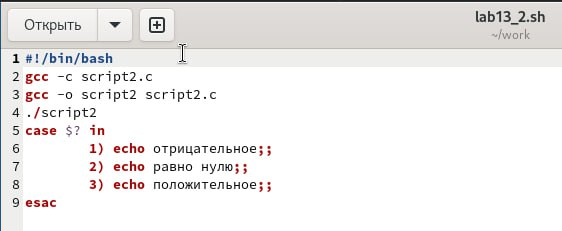 Открыть
lab13_2.sh
~/work
1 #!/bin/bash
2 gcc -c script2.c
3 gcc -o script2 script2.c
4 ./script2
5 case $? in
6 1) echo отрицательное;;
7 2) echo равно нулю;;
8 3) echo положительное;;
9 esac